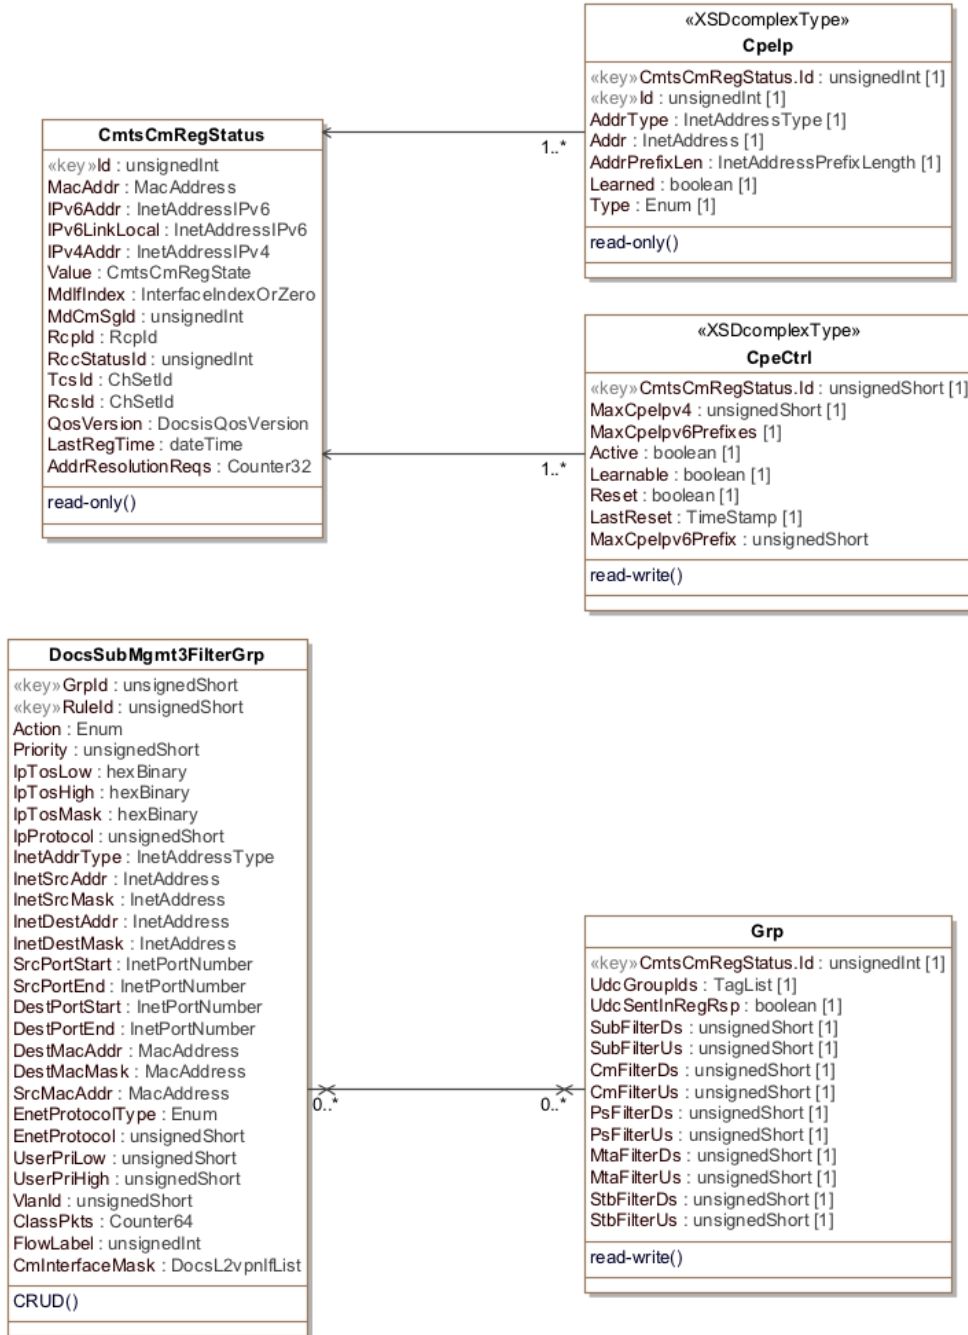 «XSDcomplexType»
CpeIp
«key»CmtsCmRegStatus.Id : unsignedInt [1]
«key»Id : unsignedInt [1]
AddrType : InetAddressType [1]
Addr : InetAddress [1]
AddrPrefixLen : InetAddressPrefixLength [1]
Learned : boolean [1]
Type : Enum [1]
read-only()
1..*
CmtsCmRegStatus
«key»Id : unsignedInt
MacAddr : MacAddress
IPv6Addr : InetAddressIPv6
IPv6LinkLocal : InetAddressIPv6
IPv4Addr : InetAddressIPv4
Value : CmtsCmRegState
MdIfIndex : InterfaceIndexOrZero
MdCmSgId : unsignedInt
RcpId : RcpId
RccStatusId : unsignedInt
TcsId : ChSetId
RcsId : ChSetId
QosVersion : DocsisQosVersion
LastRegTime : dateTime
AddrResolutionReqs : Counter32
read-only()
«XSDcomplexType»
CpeCtrl
«key»CmtsCmRegStatus.Id : unsignedShort [1]
MaxCpeIpv4 : unsignedShort [1]
MaxCpeIpv6Prefixes [1]
Active : boolean [1]
Learnable : boolean [1]
Reset : boolean [1]
LastReset : TimeStamp [1]
MaxCpeIpv6Prefix : unsignedShort
read-write()
1..*
DocsSubMgmt3FilterGrp
«key»GrpId : unsignedShort
«key»RuleId : unsignedShort
Action : Enum
Priority : unsignedShort
IpTosLow : hexBinary
IpTosHigh : hexBinary
IpTosMask : hexBinary
IpProtocol : unsignedShort
InetAddrType : InetAddressType
InetSrcAddr : InetAddress
InetSrcMask : InetAddress
InetDestAddr : InetAddress
InetDestMask : InetAddress
SrcPortStart : InetPortNumber
SrcPortEnd : InetPortNumber
DestPortStart : InetPortNumber
DestPortEnd : InetPortNumber
DestMacAddr : MacAddress
DestMacMask : MacAddress
SrcMacAddr : MacAddress
EnetProtocolType : Enum
EnetProtocol : unsignedShort
UserPriLow : unsignedShort
UserPriHigh : unsignedShort
VlanId : unsignedShort
ClassPkts : Counter64
FlowLabel : unsignedInt
CmInterfaceMask : DocsL2vpnIfList
CRUD()
0..*
0..*
Grp
«key»CmtsCmRegStatus.Id : unsignedInt [1]
UdcGroupIds : TagList [1]
UdcSentInRegRsp : boolean [1]
SubFilterDs : unsignedShort [1]
SubFilterUs : unsignedShort [1]
CmFilterDs : unsignedShort [1]
CmFilterUs : unsignedShort [1]
PsFilterDs : unsignedShort [1]
PsFilterUs : unsignedShort [1]
MtaFilterDs : unsignedShort [1]
MtaFilterUs : unsignedShort [1]
StbFilterDs : unsignedShort [1]
StbFilterUs : unsignedShort [1]
read-write()